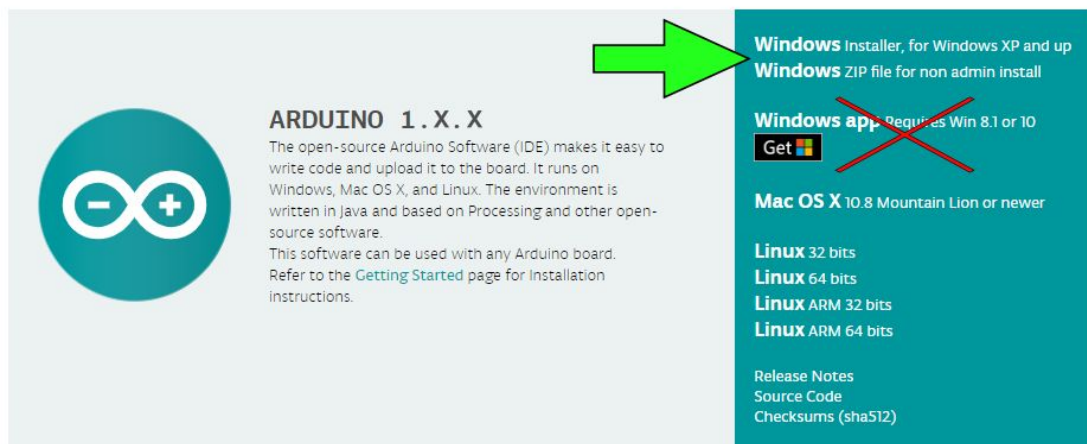 ARDUINO 1.X.X
The open-source Arduino Software (IDE) makes it easy to
write code and upload it to the board. It runs on
Windows, Mac OS X, and Linux. The environment is
written in Java and based on Processing and other open-
source software.
This software can be used with any Arduino board.
Refer to the Getting Started page for Installation
instructions.
Windows Installer, for Windows XP and up
Windows ZIP file for non admin install
Windows app Requires Win 8.1 or 10
Get
Mac OS X 10.8 Mountain Lion or newer
Linux 32 bits
Linux 64 bits
Linux ARM 32 bits
Linux ARM 64 bits
Release Notes
Source Code
Checksums (sha512)